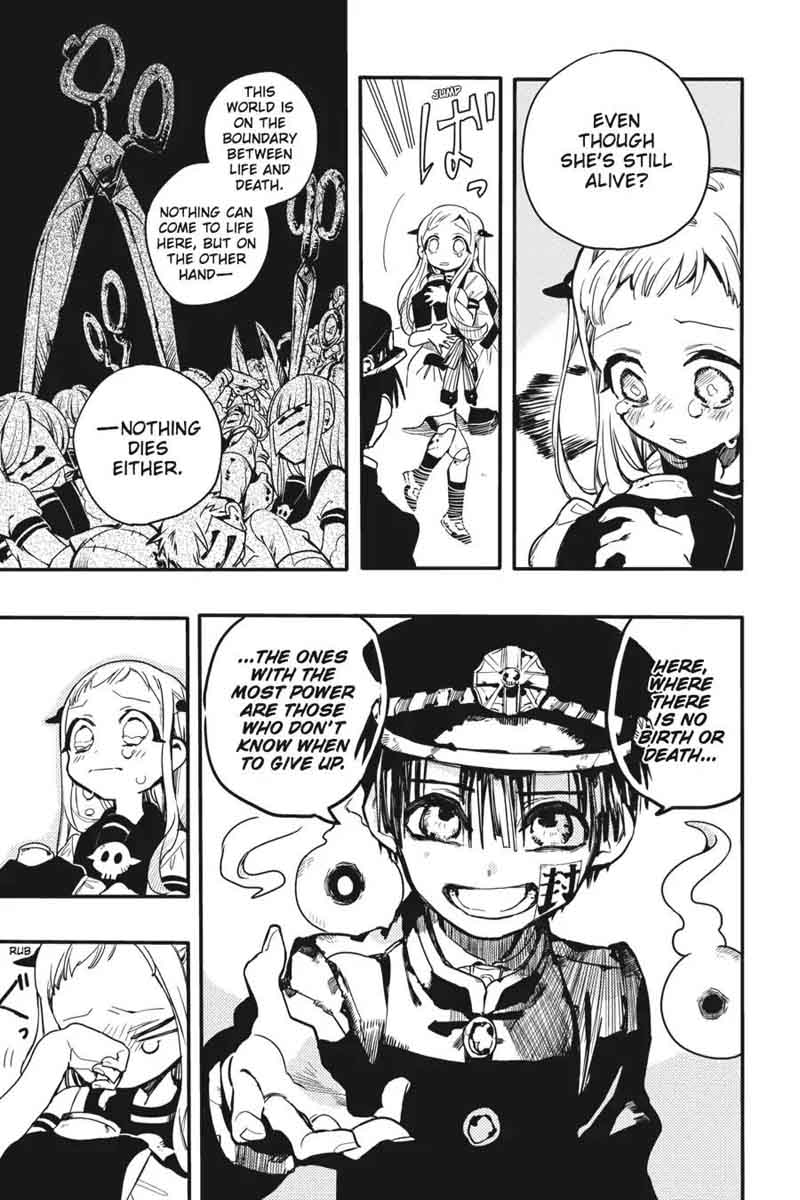 EVEN
THOUGH
SHE'S STILL
ALIVE?
JUMP
ばっ
THIS
WORLD IS
ON THE
BOUNDARY
BETWEEN
LIFE AND
DEATH.
NOTHING CAN
COME TO LIFE
HERE, BUT ON
THE OTHER
HAND—
—NOTHING
DIES
EITHER.
HERE,
WHERE
THERE
IS NO
BIRTH OR
DEATH...
...THE ONES
WITH THE
MOST POWER
ARE THOSE
WHO DON'T
KNOW WHEN
TO GIVE UP.
封
RUB